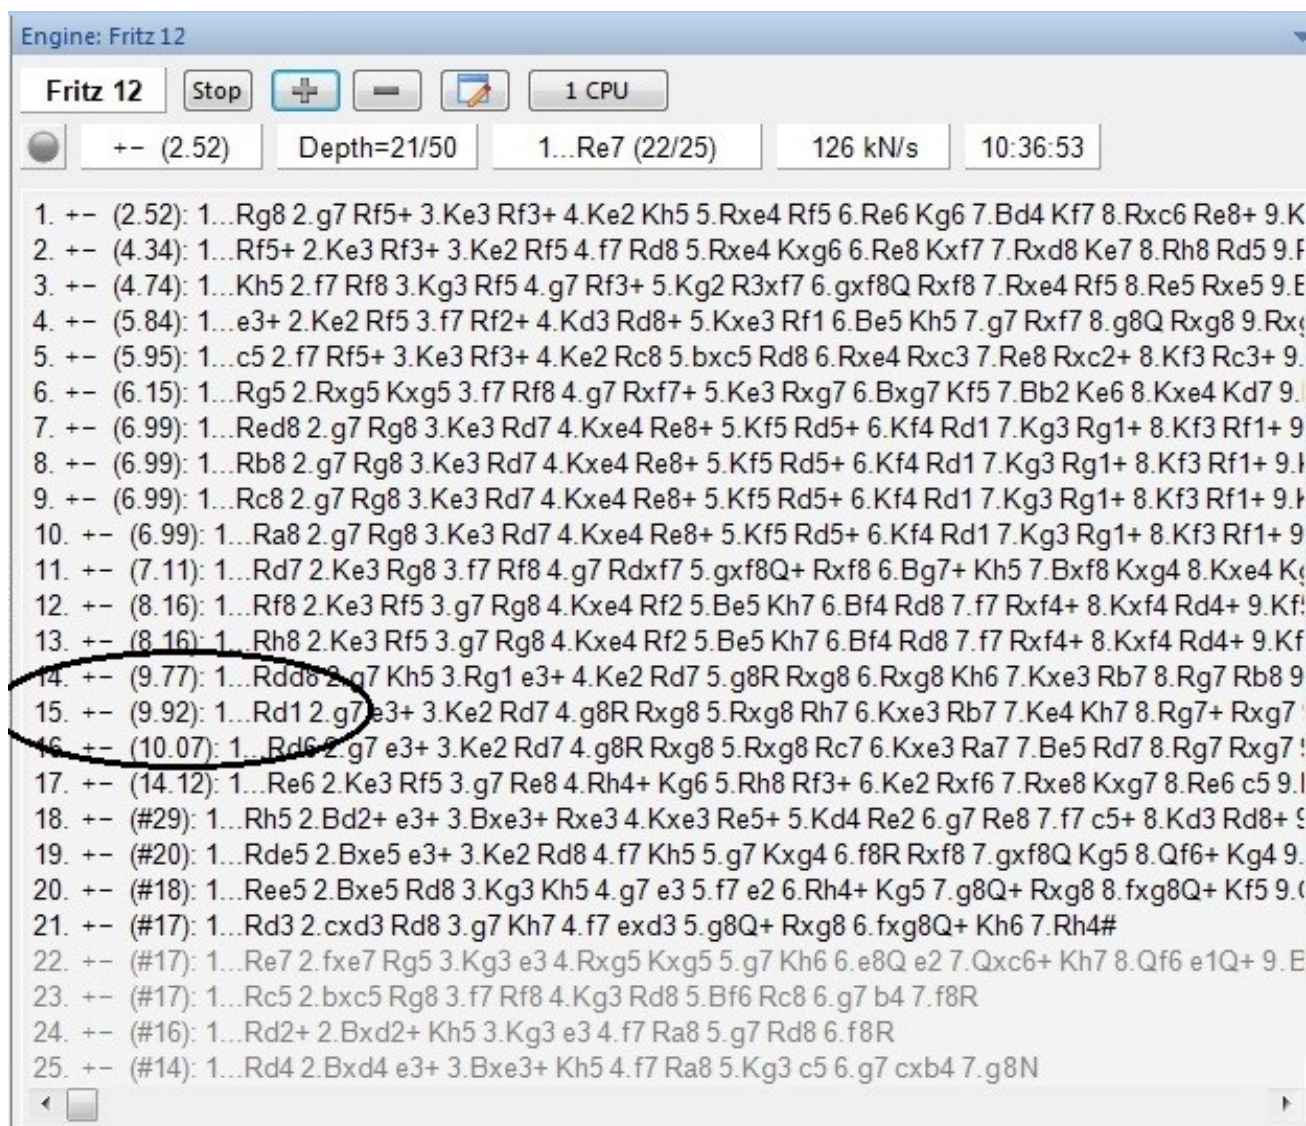 Engine: Fritz 12
Fritz 12 Stop 1 CPU
+- (2.52) Depth=21/50 1...Re7 (22/25) 126 kN/s 10:36:53
1. +- (2.52): 1...Rg8 2.g7 Rf5+ 3.Ke3 Rf3+ 4.Ke2 Kh5 5.Rxe4 Rf5 6.Re6 Kg6 7.Bd4 Kf7 8.Rxc6 Re8+ 9.K
2. +- (4.34): 1...Rf5+ 2.Ke3 Rf3+ 3.Ke2 Rf5 4.f7 Rd8 5.Rxe4 Kxg6 6.Re8 Kxf7 7.Rxd8 Ke7 8.Rh8 Rd5 9.
3. +- (4.74): 1...Kh5 2.f7 Rf8 3.Kg3 Rf5 4.g7 Rf3+ 5.Kg2 R3xf7 6.gxf8Q Rxf8 7.Rxe4 Rf5 8.Re5 Rxe5 9.
4. +- (5.84): 1...e3+ 2.Ke2 Rf5 3.f7 Rf2+ 4.Kd3 Rd8+ 5.Kxe3 Rf1 6.Be5 Kh5 7.g7 Rxf7 8.g8Q Rxg8 9.Rx
5. +- (5.95): 1...c5 2.f7 Rf5+ 3.Ke3 Rf3+ 4.Ke2 Rc8 5.bxc5 Rd8 6.Rxe4 Rxc3 7.Re8 Rxc2+ 8.Kf3 Rc3+ 9.
6. +- (6.15): 1...Rg5 2.Rxg5 Kxg5 3.f7 Rf8 4.g7 Rxf7+ 5.Ke3 Rxg7 6.Bxg7 Kf5 7.Bb2 Ke6 8.Kxe4 Kd7 9.
7. +- (6.99): 1...Red8 2.g7 Rg8 3.Ke3 Rd7 4.Kxe4 Re8+ 5.Kf5 Rd5+ 6.Kf4 Rd1 7.Kg3 Rg1+ 8.Kf3 Rf1+ 9
8. +- (6.99): 1...Rb8 2.g7 Rg8 3.Ke3 Rd7 4.Kxe4 Re8+ 5.Kf5 Rd5+ 6.Kf4 Rd1 7.Kg3 Rg1+ 8.Kf3 Rf1+ 9.
9. +- (6.99): 1...Rc8 2.g7 Rg8 3.Ke3 Rd7 4.Kxe4 Re8+ 5.Kf5 Rd5+ 6.Kf4 Rd1 7.Kg3 Rg1+ 8.Kf3 Rf1+ 9.
10. +- (6.99): 1...Ra8 2.g7 Rg8 3.Ke3 Rd7 4.Kxe4 Re8+ 5.Kf5 Rd5+ 6.Kf4 Rd1 7.Kg3 Rg1+ 8.Kf3 Rf1+ 9
11. +- (7.11): 1...Rd7 2.Ke3 Rg8 3.f7 Rf8 4.g7 Rdxf7 5.gxf8Q+ Rxf8 6.Bg7+ Kh5 7.Bxf8 Kxg4 8.Kxe4 Kg
12. +- (8.16): 1...Rf8 2.Ke3 Rf5 3.g7 Rg8 4.Kxe4 Rf2 5.Be5 Kh7 6.Bf4 Rd8 7.f7 Rxf4+ 8.Kxf4 Rd4+ 9.Kf
13. +- (8.16): 1...Rh8 2.Ke3 Rf5 3.g7 Rg8 4.Kxe4 Rf2 5.Be5 Kh7 6.Bf4 Rd8 7.f7 Rxf4+ 8.Kxf4 Rd4+ 9.Kf
14. +- (9.77): 1...Rdd8 2.g7 Kh5 3.Rg1 e3+ 4.Ke2 Rd7 5.g8R Rxg8 6.Rxg8 Kh6 7.Kxe3 Rb7 8.Rg7 Rb8 9
15. +- (9.92): 1...Rd1 2.g7 e3+ 3.Ke2 Rd7 4.g8R Rxg8 5.Rxg8 Rh7 6.Kxe3 Rb7 7.Ke4 Kh7 8.Rg7+ Rxg7
16. +- (10.07): 1...Rd6 2.g7 e3+ 3.Ke2 Rd7 4.g8R Rxg8 5.Rxg8 Rc7 6.Kxe3 Ra7 7.Be5 Rd7 8.Rg7 Rxg7
17. +- (14.12): 1...Re6 2.Ke3 Rf5 3.g7 Re8 4.Rh4+ Kg6 5.Rh8 Rf3+ 6.Ke2 Rxf6 7.Rxe8 Kxg7 8.Re6 c5 9.
18. +- (#29): 1...Rh5 2.Bd2+ e3+ 3.Bxe3+ Rxe3 4.Kxe3 Re5+ 5.Kd4 Re2 6.g7 Re8 7.f7 c5+ 8.Kd3 Rd8+ 9
19. +- (#20): 1...Rde5 2.Bxe5 e3+ 3.Ke2 Rd8 4.f7 Kh5 5.g7 Kxg4 6.f8R Rxf8 7.gxf8Q Kg5 8.Qf6+ Kg4 9.
20. +- (#18): 1...Ree5 2.Bxe5 Rd8 3.Kg3 Kh5 4.g7 e3 5.f7 e2 6.Rh4+ Kg5 7.g8Q+ Rxg8 8.fxg8Q+ Kf5 9.
21. +- (#17): 1...Rd3 2.cxd3 Rd8 3.g7 Kh7 4.f7 exd3 5.g8Q+ Rxg8 6.fxg8Q+ Kh6 7.Rh4#
22. +- (#17): 1...Re7 2.fxe7 Rg5 3.Kg3 e3 4.Rxg5 Kxg5 5.g7 Kh6 6.e8Q e2 7.Qxc6+ Kh7 8.Qf6 e1Q+ 9.
23. +- (#17): 1...Rc5 2.bxc5 Rg8 3.f7 Rf8 4.Kg3 Rd8 5.Bf6 Rc8 6.g7 b4 7.f8R
24. +- (#16): 1...Rd2+ 2.Bxd2+ Kh5 3.Kg3 e3 4.f7 Ra8 5.g7 Rd8 6.f8R
25. +- (#14): 1...Rd4 2.Bxd4 e3+ 3.Bxe3+ Kh5 4.f7 Ra8 5.Kg3 c5 6.g7 cxb4 7.g8N